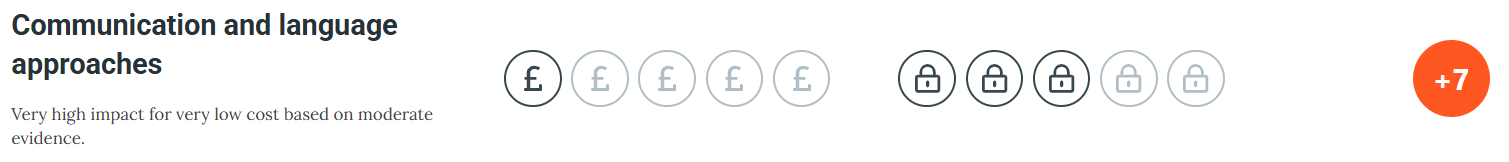 Communication and language
approaches
Very high impact for very low cost based on moderate
evidence.
£ £ £ £ £
+7